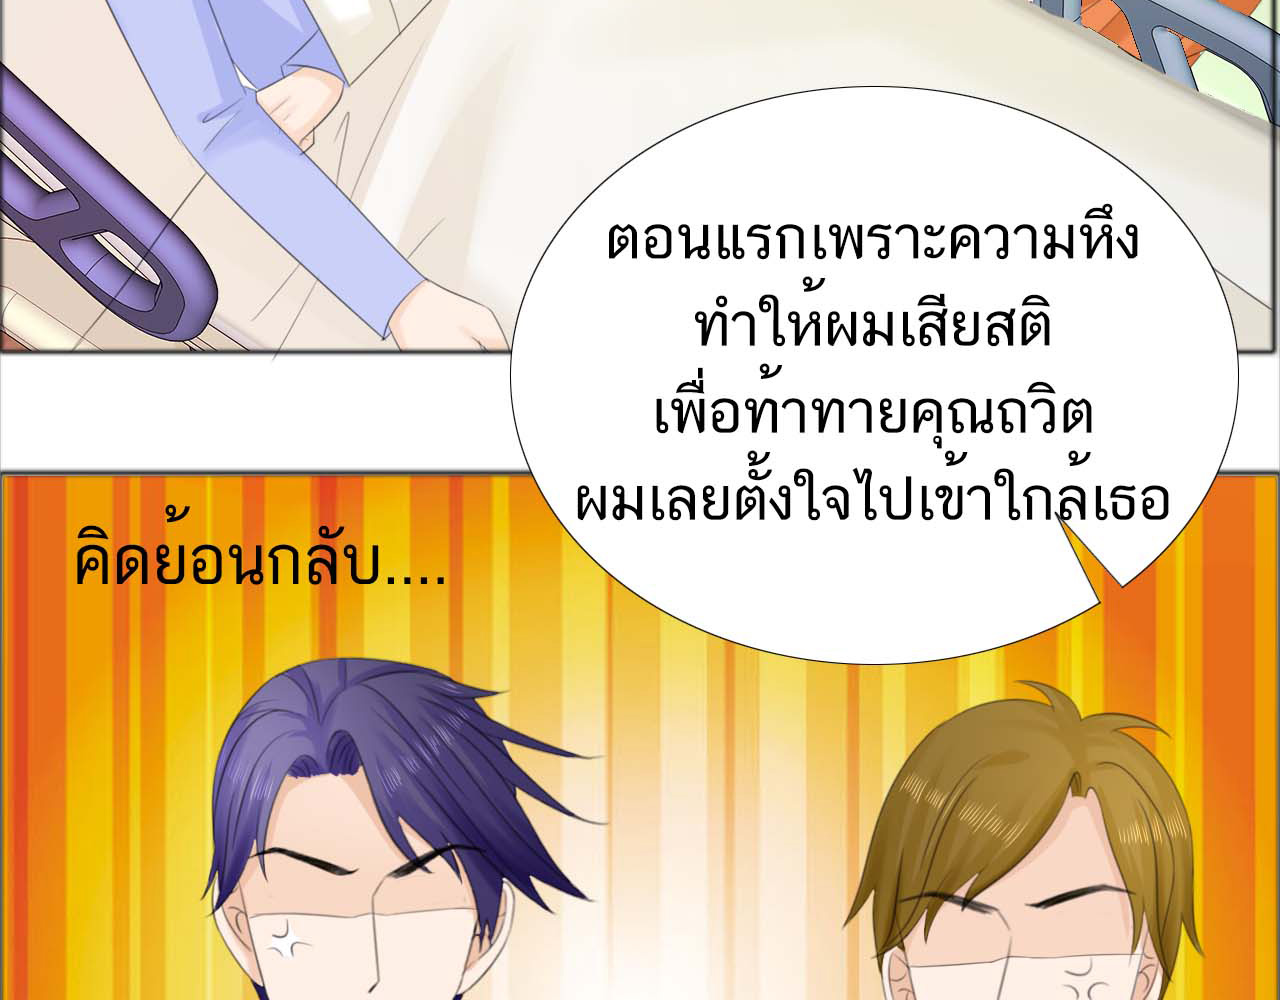 ตอนแรกเพราะความหึง
ทำให้ผมเสียสติ
เพื่อท้าทายคุณถวิต
ผมเลยตั้งใจไปเข้าใกล้เธอ
คิดย้อนกลับ....